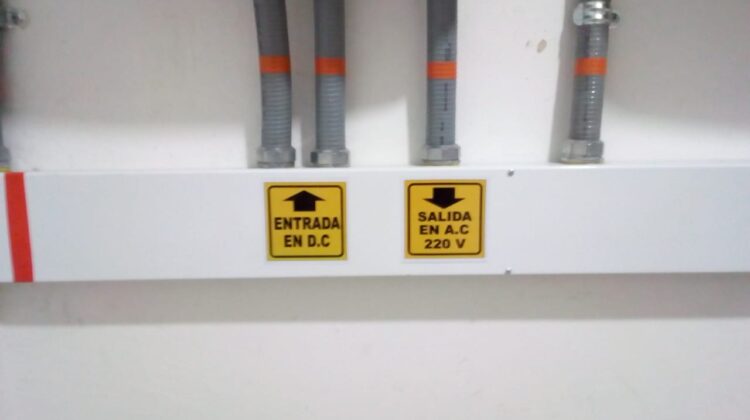 ENTRADA
EN D.C
SALIDA
EN A.C
220 V